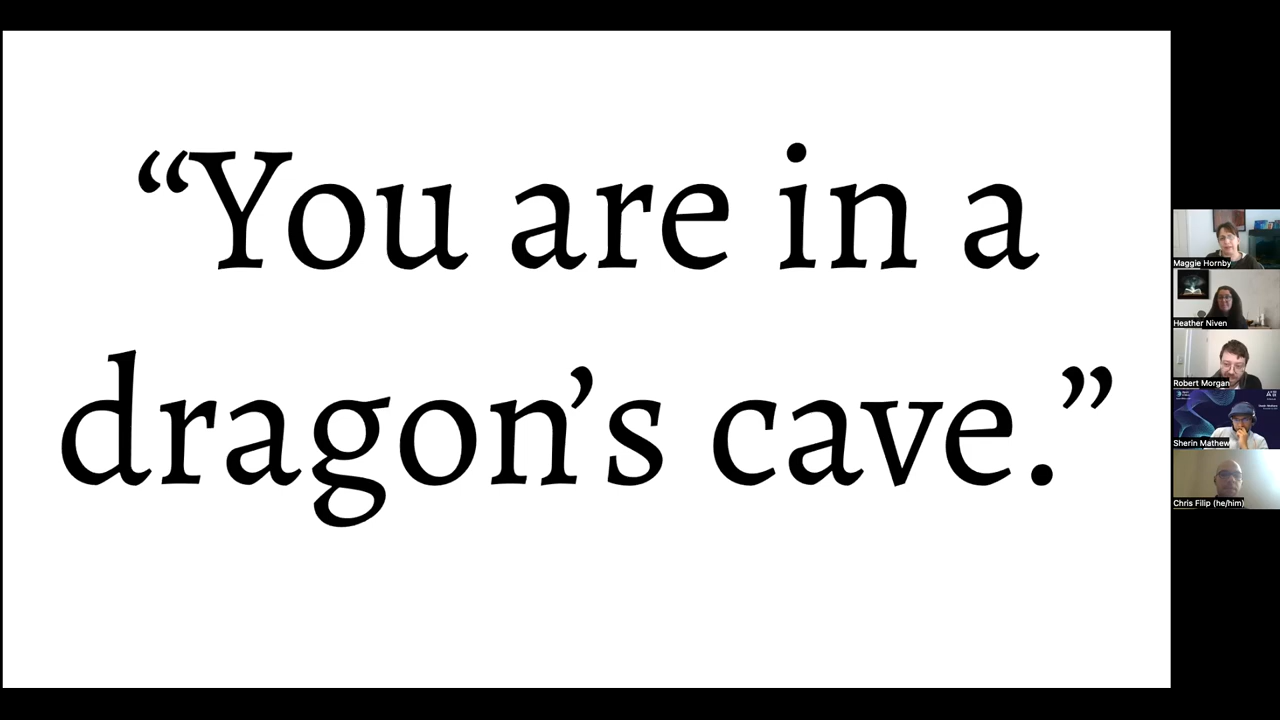 “You are in a
dragon’s cave.”
Maggie Hornby
Heather Niven
Robert Morgan
Sherin Mathew
Chris Filip (he/him)